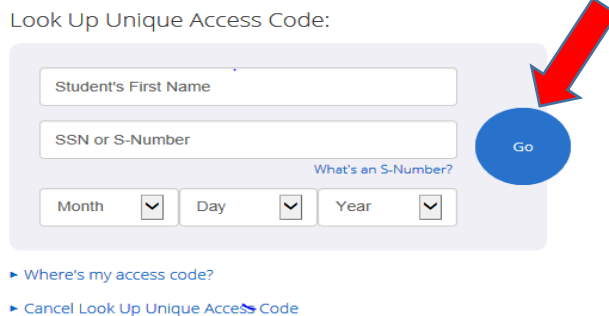 Look Up Unique Access Code:
Student's First Name
SSN or S-Number
Go
What's an S-Number?
Month Day Year
► Where's my access code?
► Cancel Look Up Unique Access Code